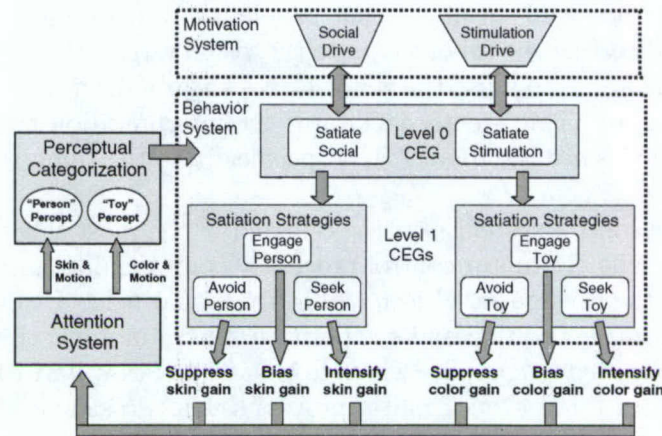 Motivation
System
Social
Drive
Stimulation
Drive
Behavior
System
Satiate
Social
Level 0
CEG
Satiate
Stimulation
Perceptual
Categorization
"Person"
Percept
"Toy"
Percept
Skin &
Motion
Color &
Motion
Attention
System
Satiation Strategies
Engage
Person
Avoid
Person
Seek
Person
Level 1
CEGs
Satiation Strategies
Engage
Toy
Avoid
Toy
Seek
Toy
Suppress
skin gain
Bias
skin gain
Intensify
skin gain
Suppress
color gain
Bias
color gain
Intensify
color gain